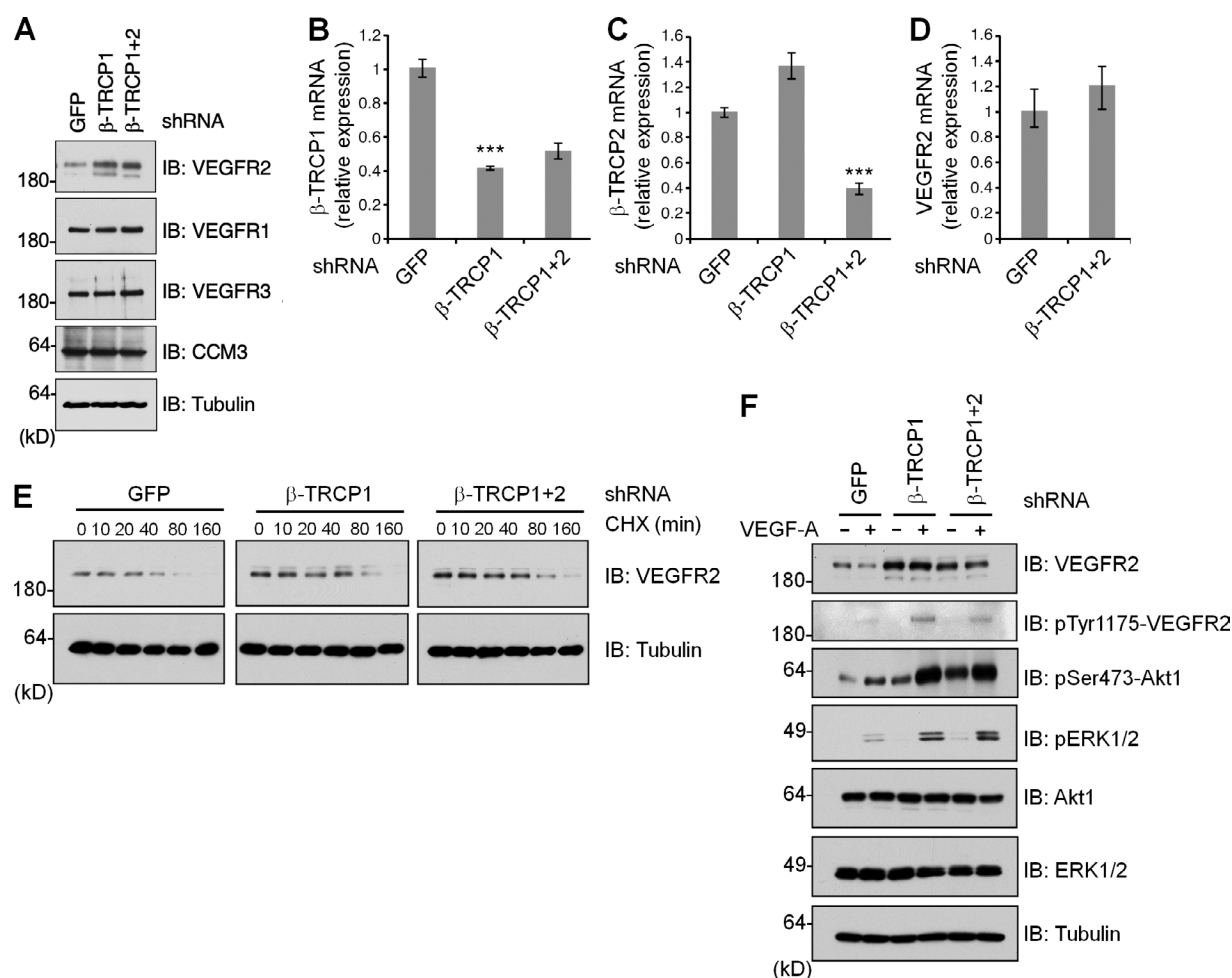 A
GFP
β-TRCP1
β-TRCP1+2
shRNA
180
IB: VEGFR2
180
IB: VEGFR1
180
IB: VEGFR3
64
IB: CCM3
64
IB: Tubulin
(kD)
B
β-TRCP1 mRNA
(relative expression)
1.2
1
0.8
0.6
0.4
0.2
0
***
shRNA
GFP
β-TRCP1
β-TRCP1+2
C
β-TRCP2 mRNA
(relative expression)
1.6
1.4
1.2
1
0.8
0.6
0.4
0.2
0
***
shRNA
GFP
β-TRCP1
β-TRCP1+2
D
VEGFR2 mRNA
(relative expression)
1.6
1.4
1.2
1
0.8
0.6
0.4
0.2
0
shRNA
GFP
β-TRCP1+2
E
GFP β-TRCP1 β-TRCP1+2 shRNA
0 10 20 40 80 160 0 10 20 40 80 160 0 10 20 40 80 160 CHX (min)
180
IB: VEGFR2
64
IB: Tubulin
(kD)
F
GFP
β-TRCP1
β-TRCP1+2
shRNA
VEGF-A - + - + - +
180
IB: VEGFR2
180
IB: pTyr1175-VEGFR2
64
IB: pSer473-Akt1
49
IB: pERK1/2
64
IB: Akt1
49
IB: ERK1/2
64
IB: Tubulin
(kD)